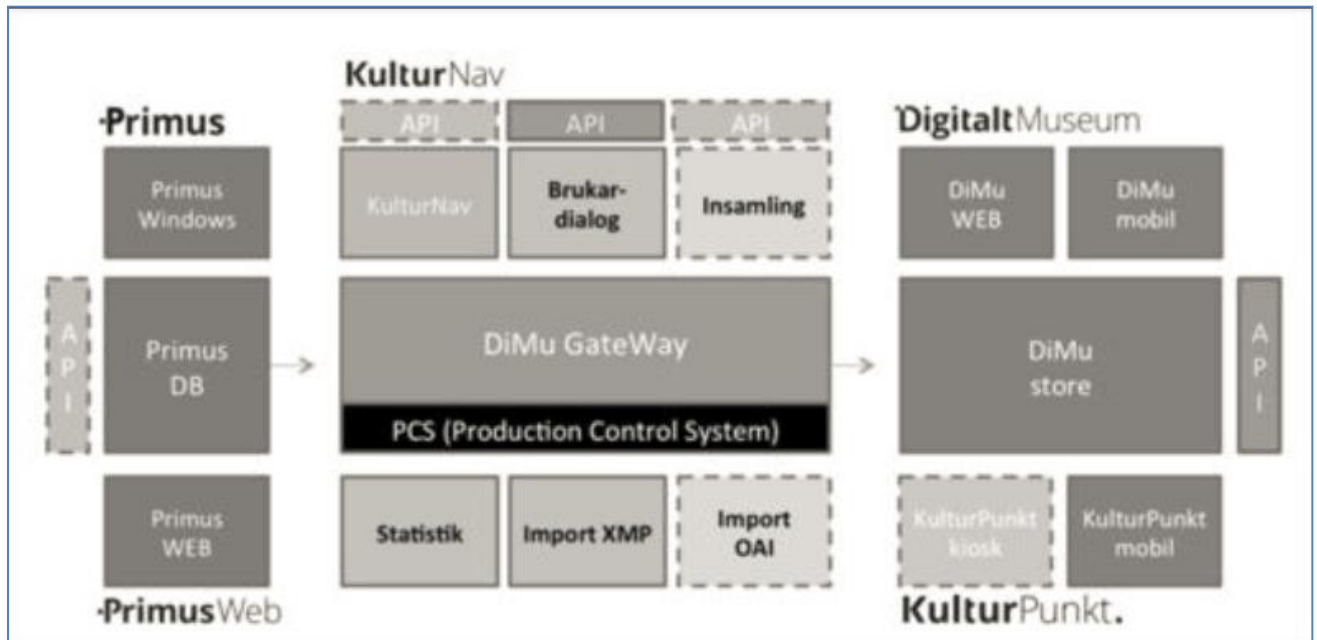 KulturNav
·Primus
DigitaltMuseum
API
API
API
Primus
Windows
KulturNav
Brukar-
dialog
Insamling
DiMu
WEB
DiMu
mobil
A
P
I
Primus
DB
DiMu GateWay
PCS (Production Control System)
DiMu
store
A
P
I
Primus
WEB
Statistik
Import XMP
Import
OAI
KulturPunkt
kiosk
KulturPunkt
mobil
·PrimusWeb
KulturPunkt.